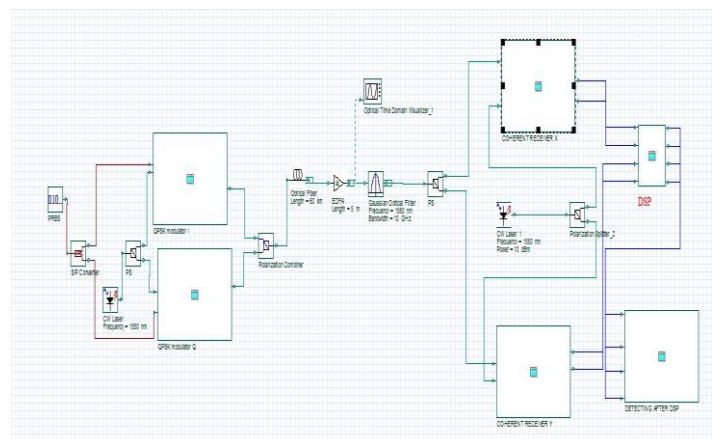 Optical Time Domain Visualizer_1
COHERENT RECEIVER X
QPSK modulator I
Optical Fiber
Length = 60 km
EDFA
Length = 5 m
Gaussian Optical Filter
Frequency = 1550 nm
Bandwidth = 10 GHz
PS
DSP
PRBS
S/P Converter
PS
Polarization Combiner
CW Laser 1
Frequency = 1550 nm
Power = 10 dBm
Polarization Splitter_2
CW Laser
Frequency = 1550 nm
QPSK modulator Q
COHERENT RECEIVER Y
DETECTING AFTER DSP